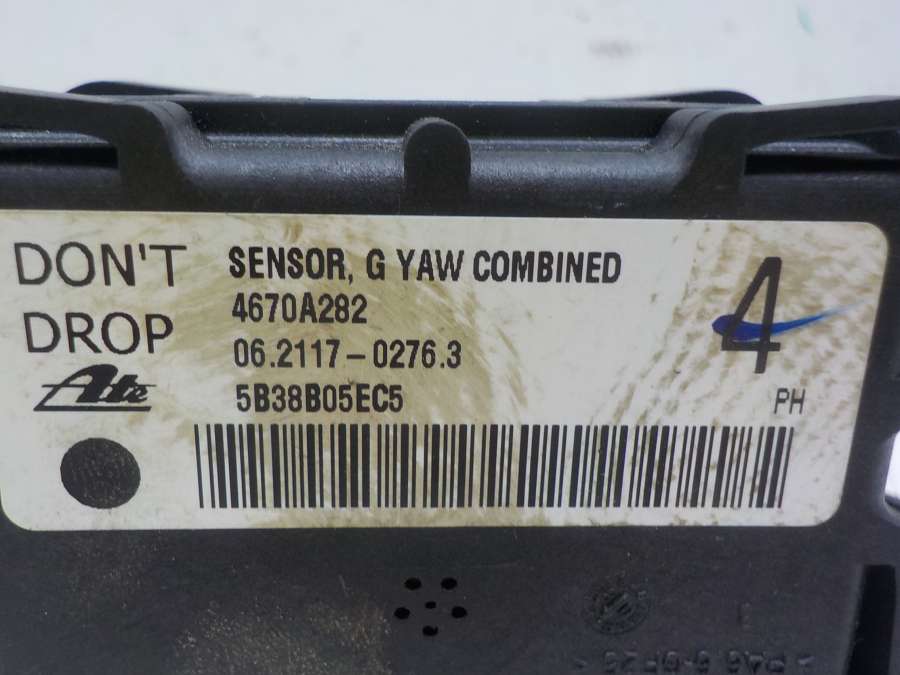 DON'T
DROP
Ate
SENSOR, G YAW COMBINED
4670A282
06.2117-0276.3
5B38B05EC5
4
PH